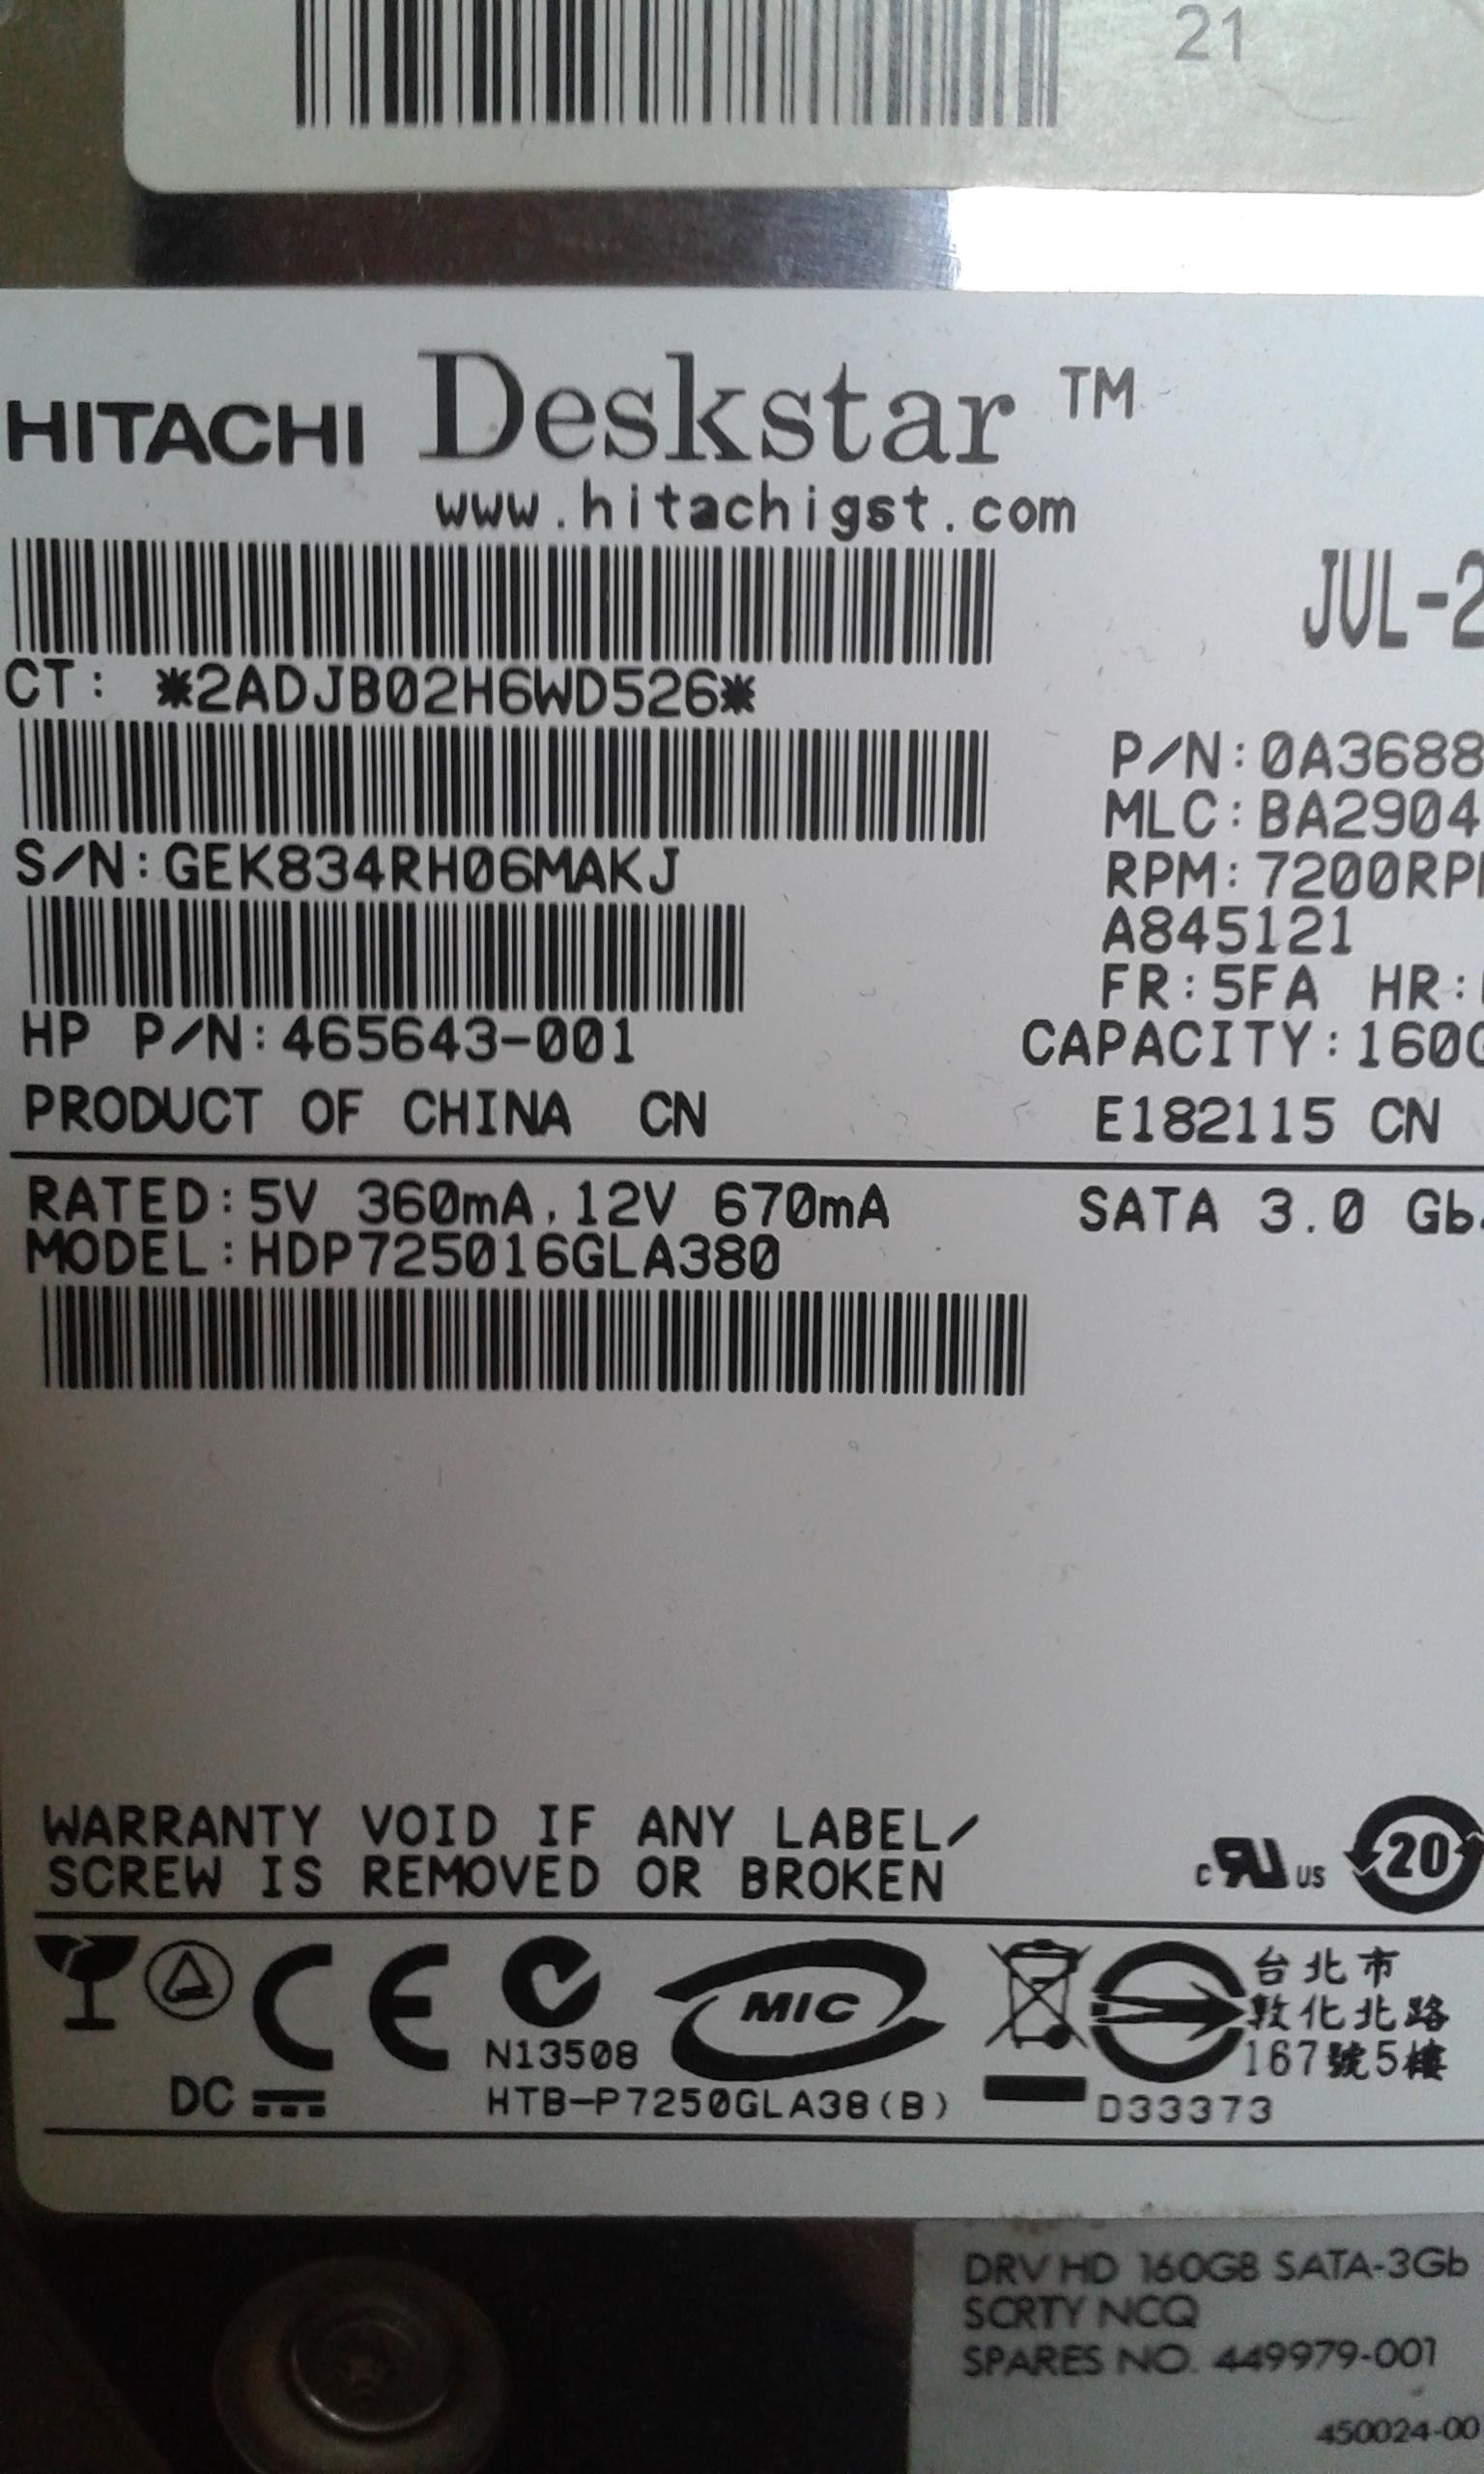 21
HITACHI Deskstar TM
www.hitachigst.com
JUL-2
CT: *2ADJB02H6WD526*
P/N:0A3688
MLC:BA2904
S/N:GEK834RH06MAKJ
RPM:7200RP
A845121
FR:5FA HR:
HP P/N:465643-001
CAPACITY:160G
PRODUCT OF CHINA CN
E182115 CN
RATED:5V 360mA,12V 670mA
SATA 3.0 Gb
MODEL:HDP725016GLA380
WARRANTY VOID IF ANY LABEL/
SCREW IS REMOVED OR BROKEN
c RU US
20
CE
MIC
台北市
敦化北路
167號5樓
N13508
DC
HTB-P7250GLA38(B)
D33373
DRV HD 160GB SATA-3Gb
SCRTY NCQ
SPARES NO. 449979-001
450024-00